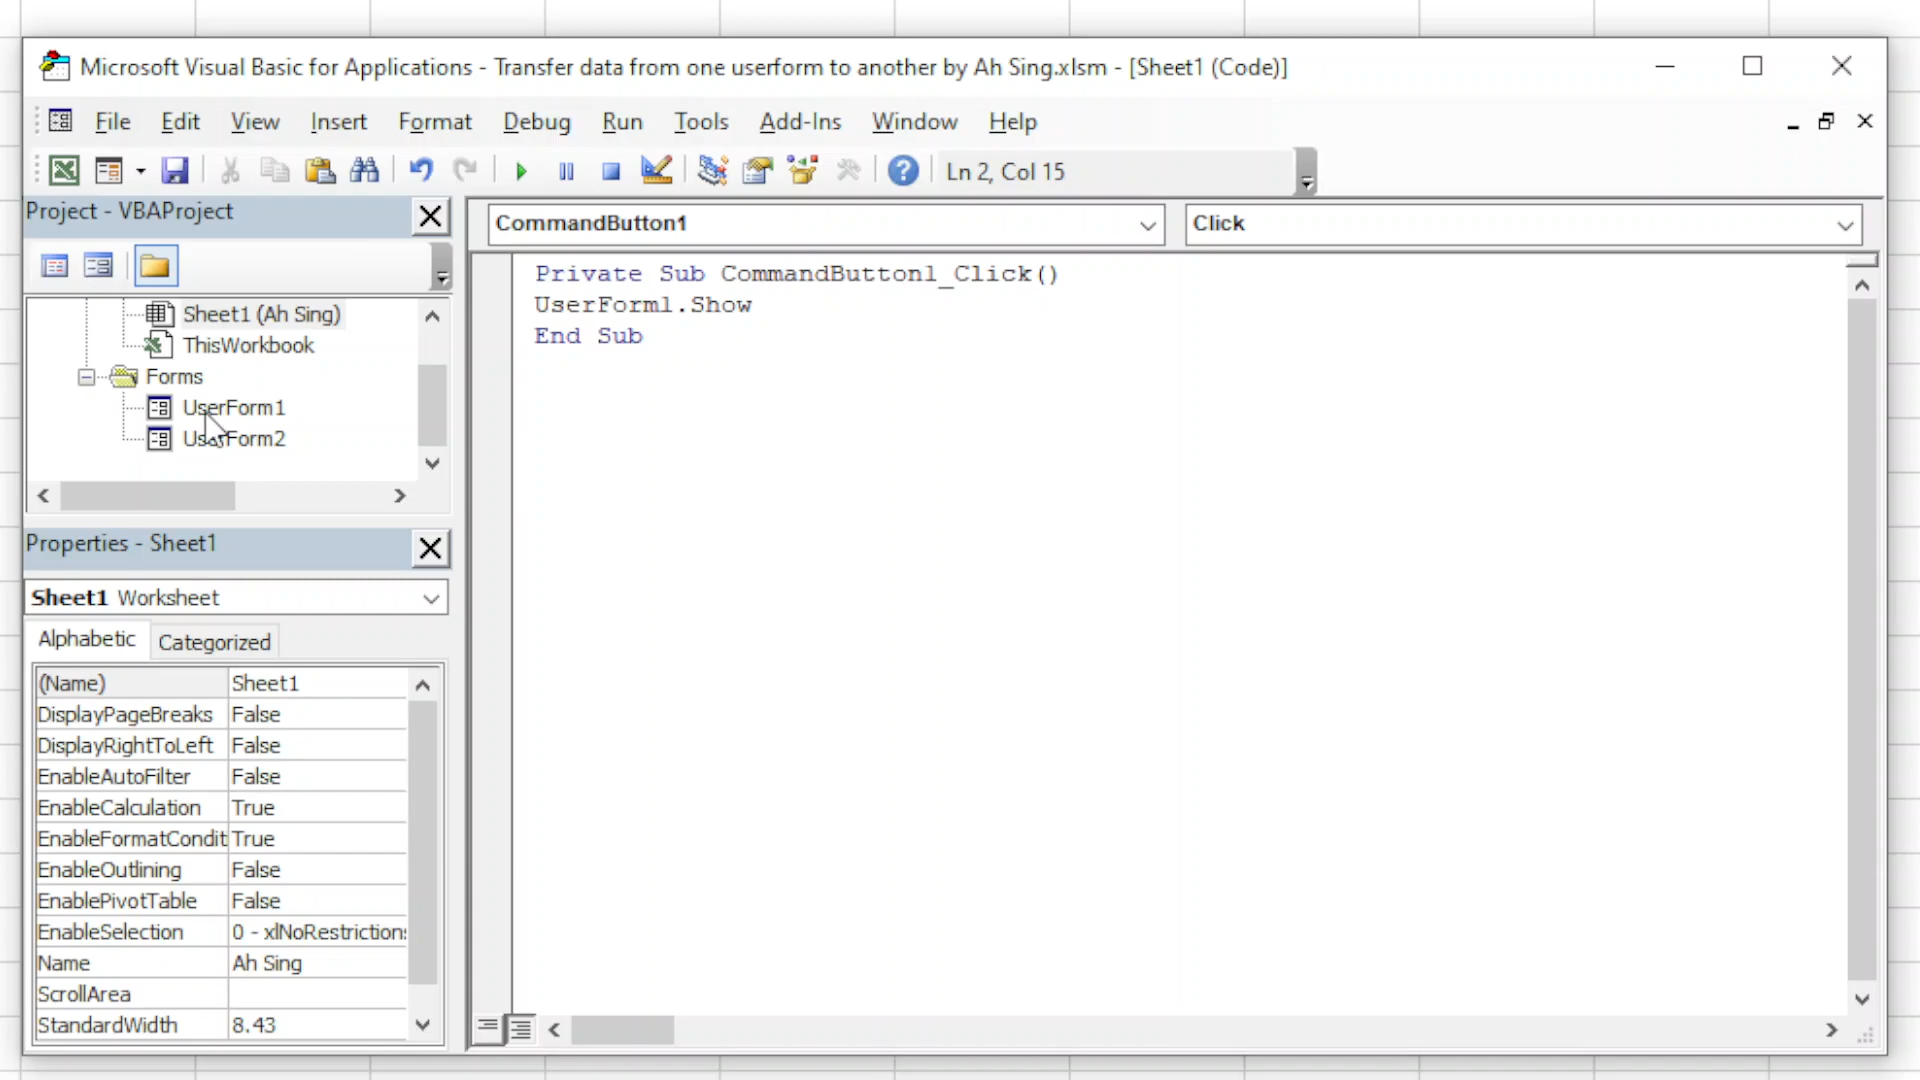 Microsoft Visual Basic for Applications - Transfer data from one userform to another by Ah Sing.xlsm - [Sheet1 (Code)]
File Edit View Insert Format Debug Run Tools Add-Ins Window Help
Ln 2, Col 15
Project - VBAProject
Sheet1 (Ah Sing)
ThisWorkbook
Forms
UserForm1
UserForm2
Properties - Sheet1
Sheet1 Worksheet
Alphabetic Categorized
(Name) Sheet1
DisplayPageBreaks False
DisplayRightToLeft False
EnableAutoFilter False
EnableCalculation True
EnableFormatCondit True
EnableOutlining False
EnablePivotTable False
EnableSelection 0 - xlNoRestrictions
Name Ah Sing
ScrollArea
StandardWidth 8.43
CommandButton1 Click
Private Sub CommandButton1_Click()
UserForm1.Show
End Sub